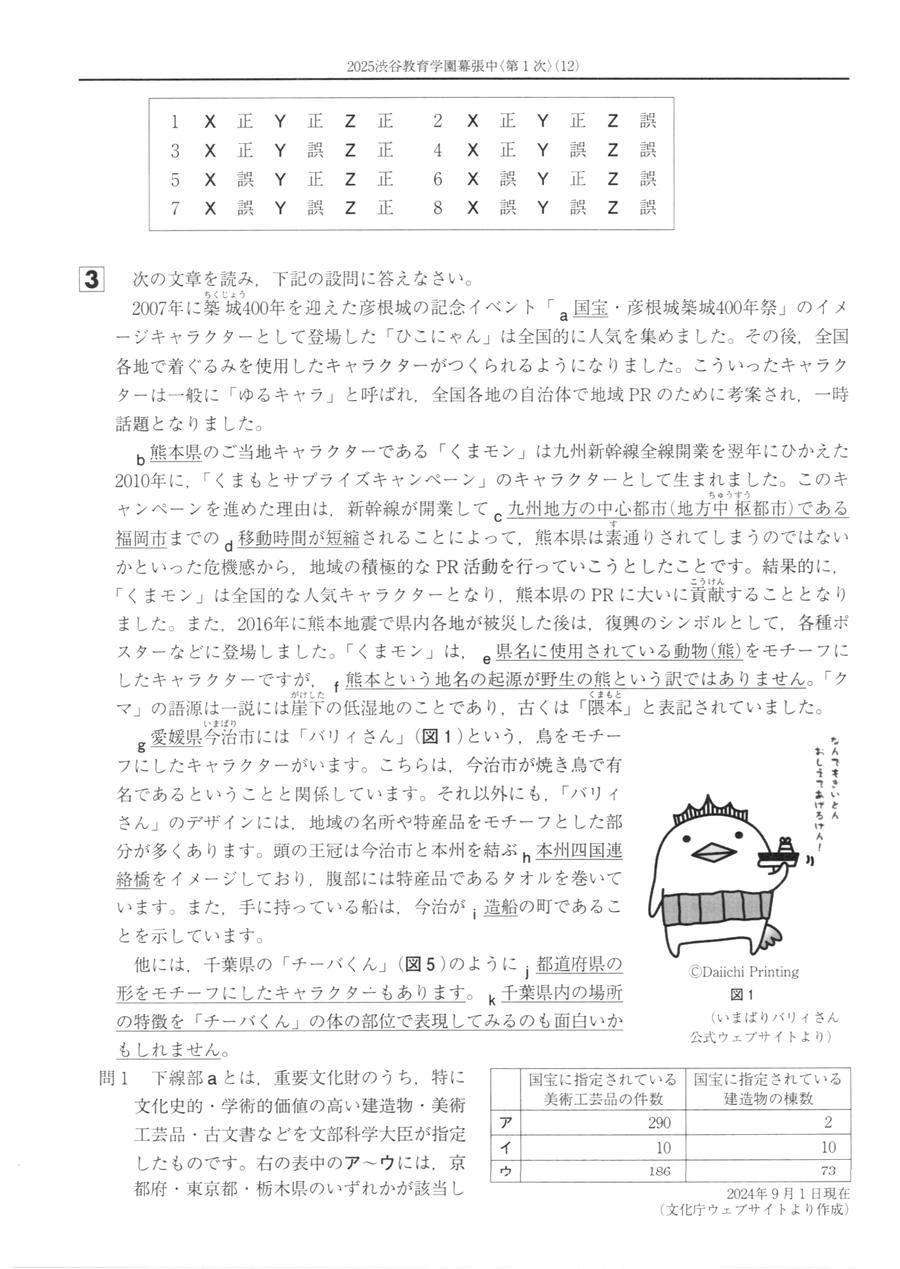 2025渋谷教育学園幕張中〈第1次〉(12)
1 X 正 Y 正 Z 正 2 X 正 Y 正 Z 誤
3 X 正 Y 誤 Z 正 4 X 正 Y 誤 Z 誤
5 X 誤 Y 正 Z 正 6 X 誤 Y 正 Z 誤
7 X 誤 Y 誤 Z 正 8 X 誤 Y 誤 Z 誤
3 次の文章を読み，下記の設問に答えなさい。
ちくじょう
2007年に築城400年を迎えた彦根城の記念イベント「a国宝・彦根城築城400年祭」のイメ
ージキャラクターとして登場した「ひこにゃん」は全国的に人気を集めました。その後，全国
各地で着ぐるみを使用したキャラクターがつくられるようになりました。こういったキャラク
ターは一般に「ゆるキャラ」と呼ばれ，全国各地の自治体で地域PRのために考案され，一時
話題となりました。
b熊本県のご当地キャラクターである「くまモン」は九州新幹線全線開業を翌年にひかえた
2010年に，「くまもとサプライズキャンペーン」のキャラクターとして生まれました。このキ
ちゅうすう
ャンペーンを進めた理由は，新幹線が開業してc九州地方の中心都市(地方中枢都市)である
す
福岡市までのd移動時間が短縮されることによって，熊本県は素通りされてしまうのではない
かといった危機感から，地域の積極的なPR活動を行っていこうとしたことです。結果的に，
こうけん
「くまモン」は全国的な人気キャラクターとなり，熊本県のPRに大いに貢献することとなり
ました。また，2016年に熊本地震で県内各地が被災した後は，復興のシンボルとして，各種ポ
スターなどに登場しました。「くまモン」は，e県名に使用されている動物(熊)をモチーフに
したキャラクターですが，f熊本という地名の起源が野生の熊という訳ではありません。「ク
がけした くまもと
マ」の語源は一説には崖下の低湿地のことであり，古くは「隈本」と表記されていました。
いまばり
g愛媛県今治市には「バリィさん」(図1)という，鳥をモチー
フにしたキャラクターがいます。こちらは，今治市が焼き鳥で有
名であるということと関係しています。それ以外にも，「バリィ
さん」のデザインには，地域の名所や特産品をモチーフとした部
分が多くあります。頭の王冠は今治市と本州を結ぶh本州四国連
絡橋をイメージしており，腹部には特産品であるタオルを巻いて
います。また，手に持っている船は，今治がi造船の町であるこ
とを示しています。
他には，千葉県の「チーバくん」(図5)のようにj都道府県の
形をモチーフにしたキャラクターもあります。k千葉県内の場所
の特徴を「チーバくん」の体の部位で表現してみるのも面白いか
もしれません。
なんでもきいとん
おしえてあげるけん！
©Daiichi Printing
図1
(いまばりバリィさん
公式ウェブサイトより)
問1 下線部aとは，重要文化財のうち，特に
文化史的・学術的価値の高い建造物・美術
工芸品・古文書などを文部科学大臣が指定
したものです。右の表中のア～ウには，京
都府・東京都・栃木県のいずれかが該当し
国宝に指定されている 国宝に指定されている
美術工芸品の件数 建造物の棟数
ア 290 2
イ 10 10
ウ 186 73
2024年9月1日現在
(文化庁ウェブサイトより作成)